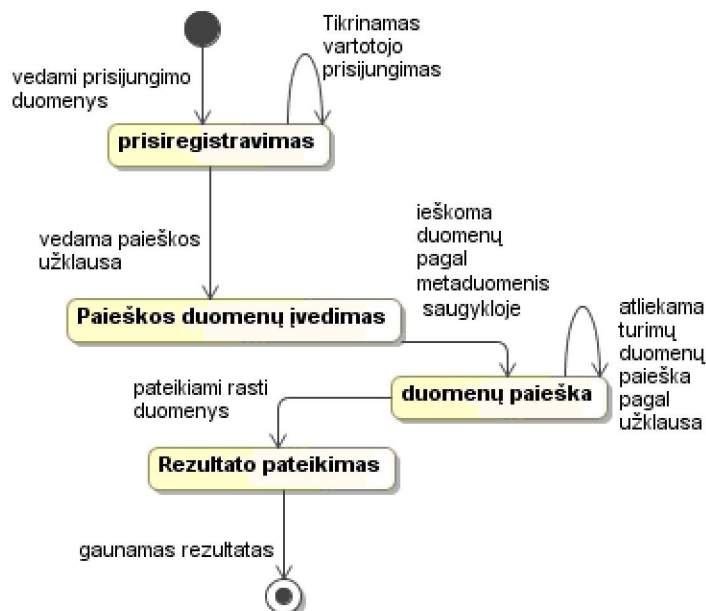 Tikrinamas
vartotojo
prisijungimas
vedami prisijungimo
duomenys
prisiregistravimas
vedama paieškos
užklausa
ieškoma
duomenų
pagal
metaduomenis
saugykloje
Paieškos duomenų įvedimas
atliekama
turimų
duomenų
paieška
pagal
užklausa
duomenų paieška
pateikiami rasti
duomenys
Rezultato pateikimas
gaunamas rezultatas